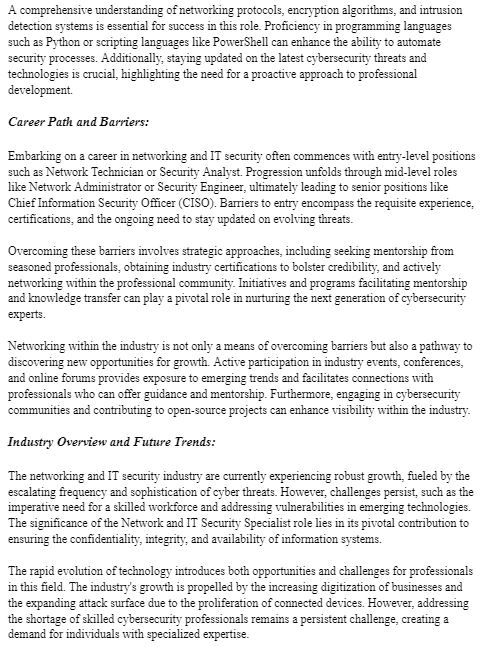 A comprehensive understanding of networking protocols, encryption algorithms, and intrusion
detection systems is essential for success in this role. Proficiency in programming languages
such as Python or scripting languages like PowerShell can enhance the ability to automate
security processes. Additionally, staying updated on the latest cybersecurity threats and
technologies is crucial, highlighting the need for a proactive approach to professional
development.
Career Path and Barriers:
Embarking on a career in networking and IT security often commences with entry-level positions
such as Network Technician or Security Analyst. Progression unfolds through mid-level roles
like Network Administrator or Security Engineer, ultimately leading to senior positions like
Chief Information Security Officer (CISO). Barriers to entry encompass the requisite experience,
certifications, and the ongoing need to stay updated on evolving threats.
Overcoming these barriers involves strategic approaches, including seeking mentorship from
seasoned professionals, obtaining industry certifications to bolster credibility, and actively
networking within the professional community. Initiatives and programs facilitating mentorship
and knowledge transfer can play a pivotal role in nurturing the next generation of cybersecurity
experts.
Networking within the industry is not only a means of overcoming barriers but also a pathway to
discovering new opportunities for growth. Active participation in industry events, conferences,
and online forums provides exposure to emerging trends and facilitates connections with
professionals who can offer guidance and mentorship. Furthermore, engaging in cybersecurity
communities and contributing to open-source projects can enhance visibility within the industry.
Industry Overview and Future Trends:
The networking and IT security industry are currently experiencing robust growth, fueled by the
escalating frequency and sophistication of cyber threats. However, challenges persist, such as the
imperative need for a skilled workforce and addressing vulnerabilities in emerging technologies.
The significance of the Network and IT Security Specialist role lies in its pivotal contribution to
ensuring the confidentiality, integrity, and availability of information systems.
The rapid evolution of technology introduces both opportunities and challenges for professionals
in this field. The industry's growth is propelled by the increasing digitization of businesses and
the expanding attack surface due to the proliferation of connected devices. However, addressing
the shortage of skilled cybersecurity professionals remains a persistent challenge, creating a
demand for individuals with specialized expertise.